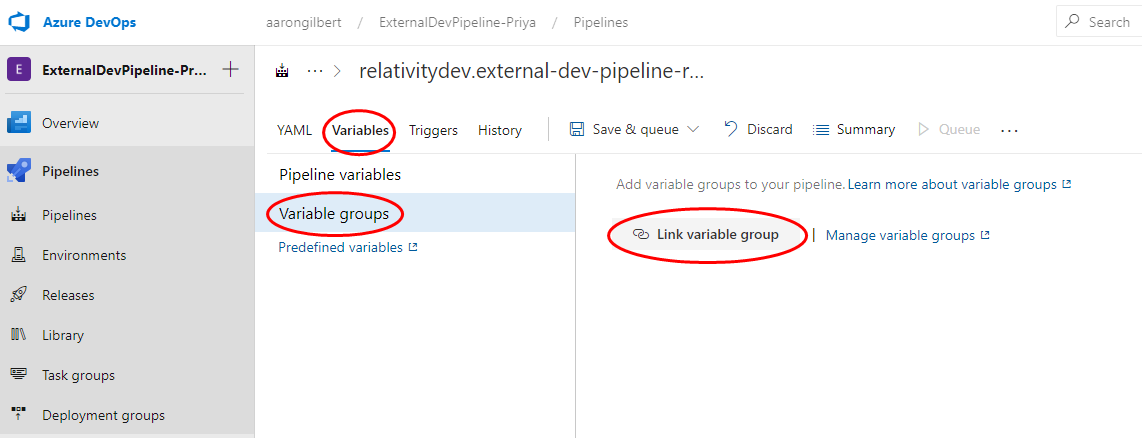 Azure DevOps
aarongilbert / ExternalDevPipeline-Priya / Pipelines
Search
E ExternalDevPipeline-Pr... +
... > relativitydev.external-dev-pipeline-r...
Overview
YAML Variables Triggers History | Save & queue Discard Summary Queue ...
Pipelines
Pipeline variables
Add variable groups to your pipeline. Learn more about variable groups
Pipelines
Variable groups
Link variable group | Manage variable groups
Environments
Predefined variables
Releases
Library
Task groups
Deployment groups